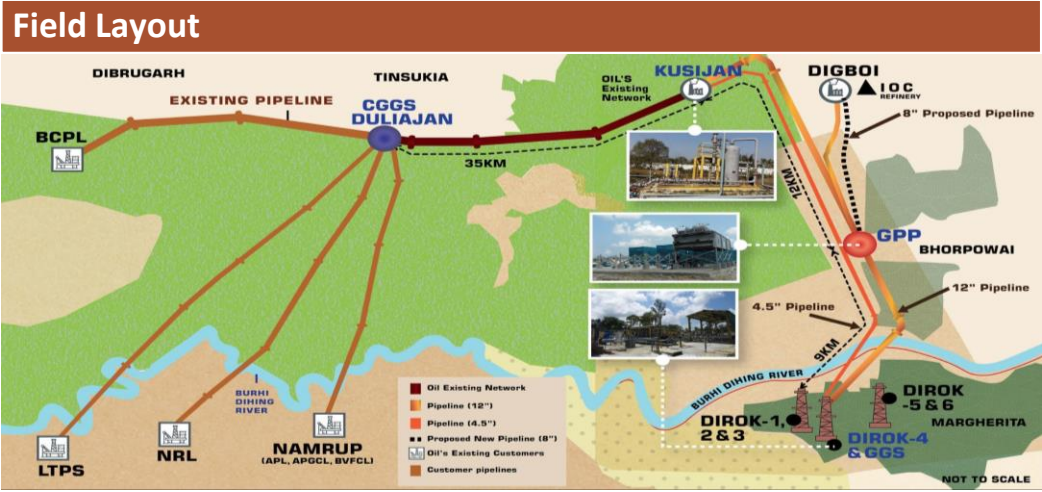 Field Layout
DIBRUGARH
TINSUKIA
EXISTING PIPELINE
BCPL
CGGS
DULIAJAN
35KM
OIL'S
Existing
Network
KUSIJAN
DIGBOI
IOC
REFINERY
8" Proposed Pipeline
12KM
GPP
BHORPOWAI
12" Pipeline
4.5" Pipeline
9KM
BURHI DIHING RIVER
BURHI
DIHING
RIVER
LTPS
NRL
NAMRUP
(APL, APGCL, BVFCL)
Oil Existing Network
Pipeline (12")
Pipeline (4.5")
Proposed New Pipeline (8")
Oil's Existing Customers
Customer pipelines
DIROK-1,
2 & 3
DIROK-4
& GGS
DIROK
-5 & 6
MARGHERITA
NOT TO SCALE